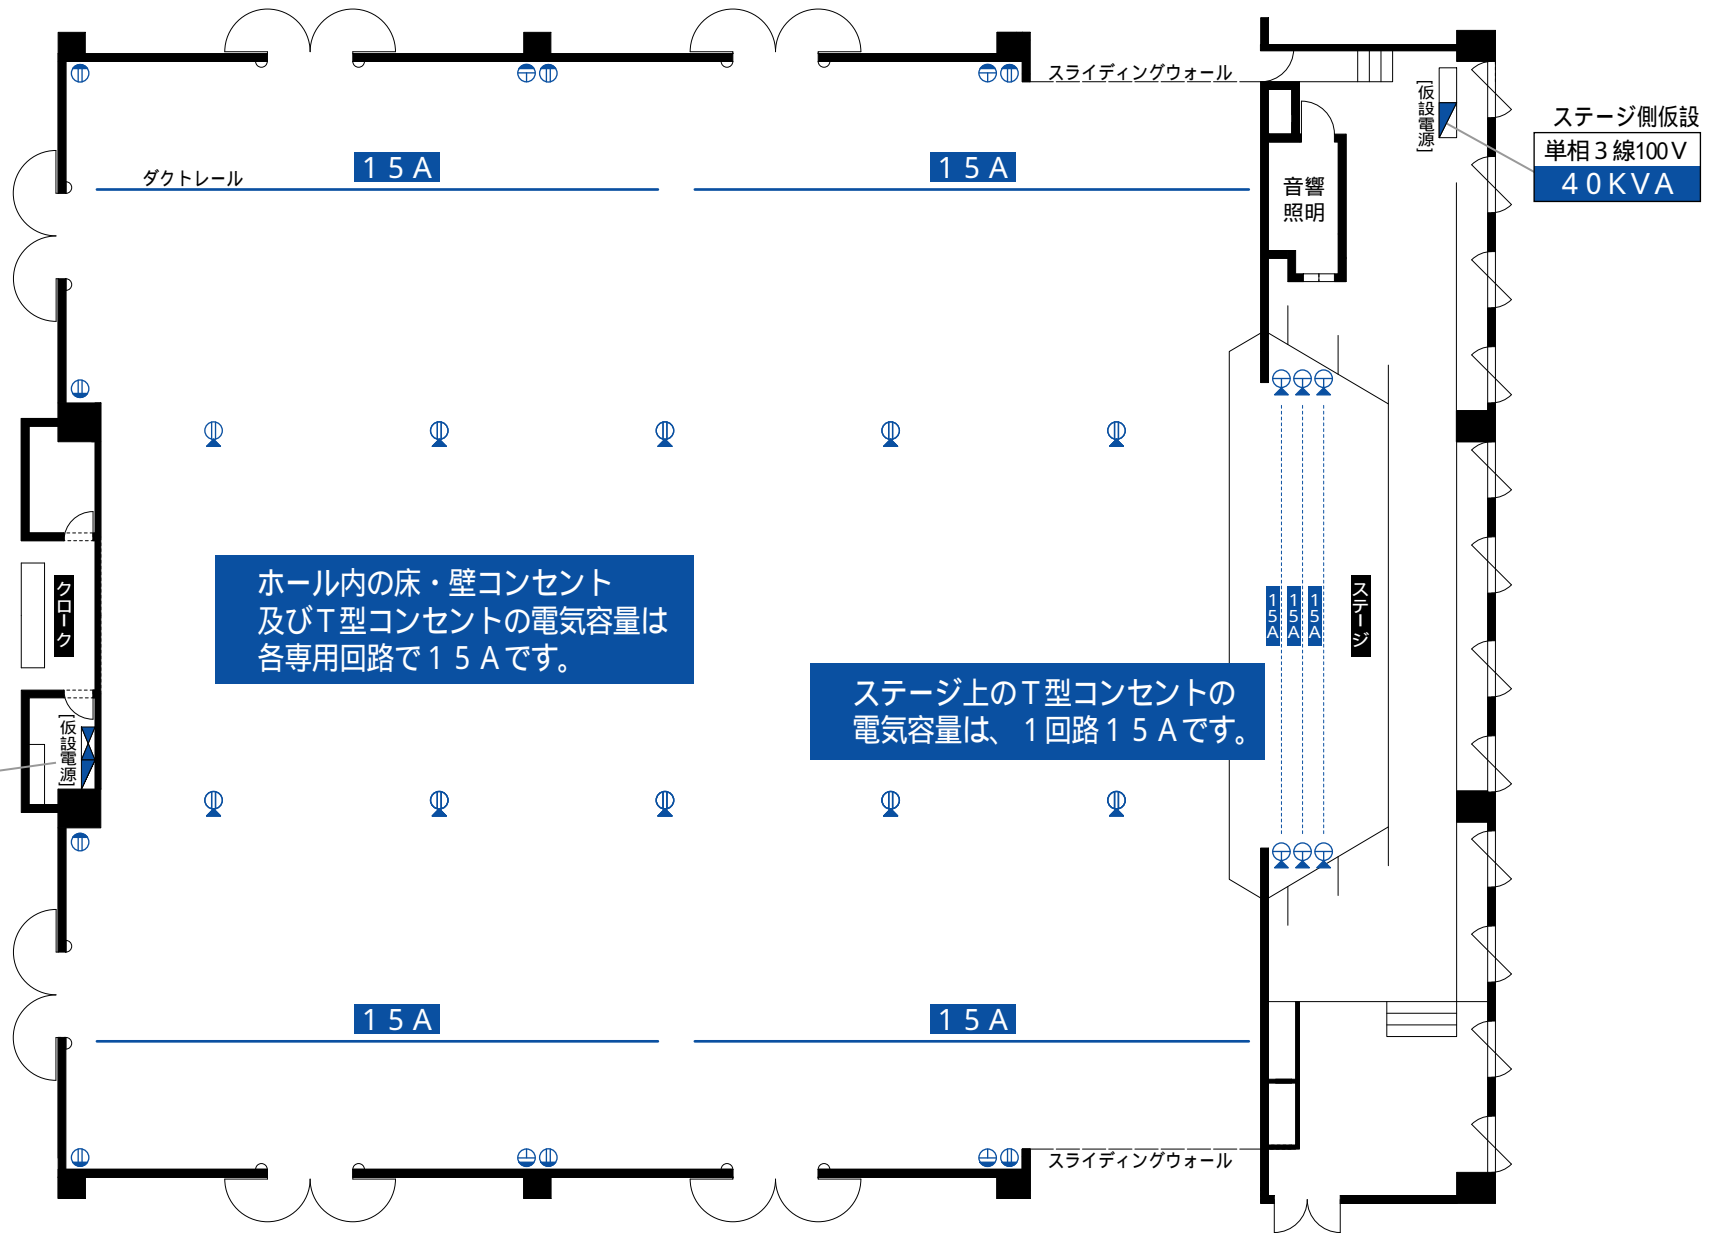 スライディングウォール
[仮設電源]
ステージ側仮設
単相３線100Ｖ
４０ＫＶＡ
ダクトレール
１５Ａ
１５Ａ
音響
照明
クローク
ホール内の床・壁コンセント
及びＴ型コンセントの電気容量は
各専用回路で１５Ａです。
１５Ａ
１５Ａ
１５Ａ
ステージ
ステージ上のＴ型コンセントの
電気容量は、１回路１５Ａです。
[仮設電源]
１５Ａ
１５Ａ
スライディングウォール